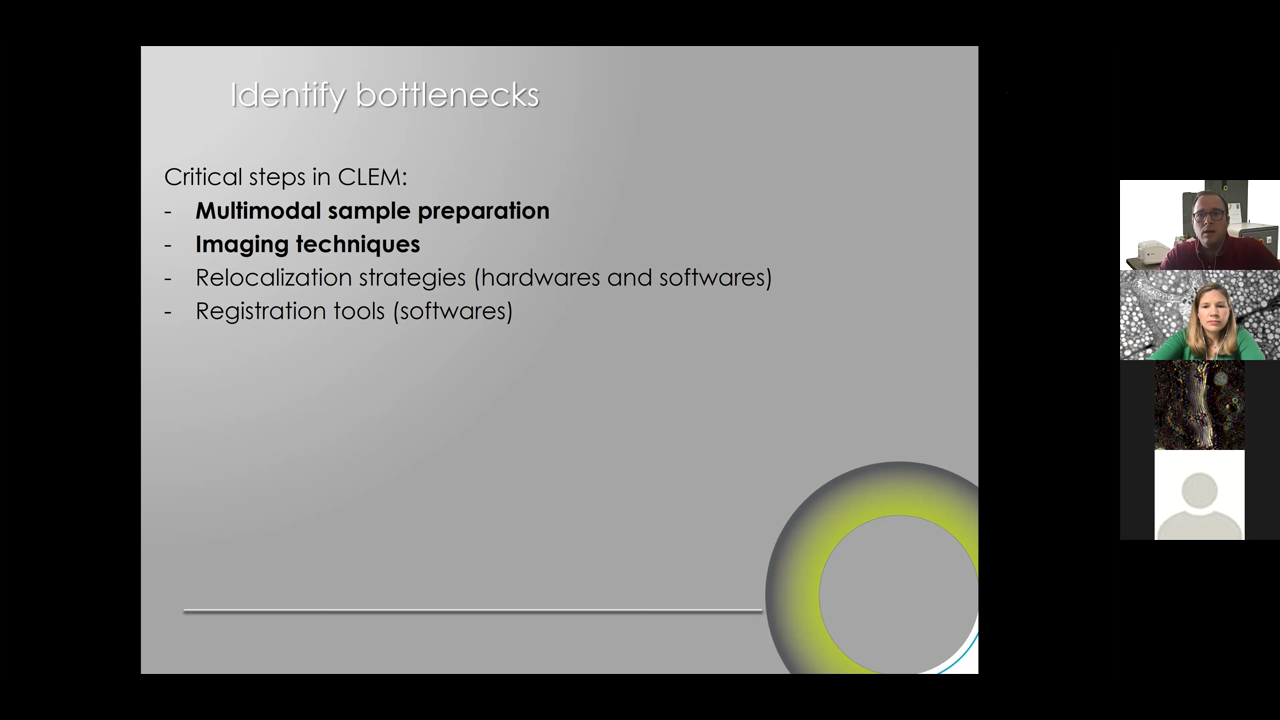 Identify bottlenecks
Critical steps in CLEM:
- Multimodal sample preparation
- Imaging techniques
- Relocalization strategies (hardwares and softwares)
- Registration tools (softwares)